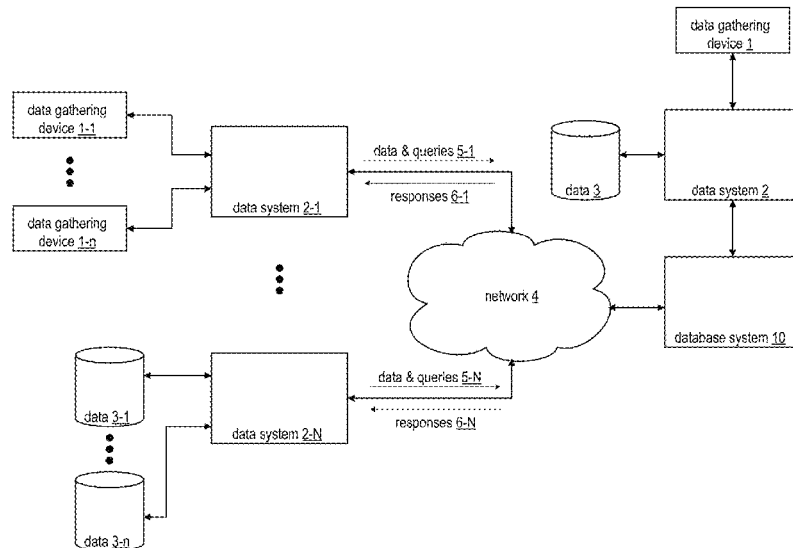 data gathering
device 1
data gathering
device 1-1
data & queries 5-1
responses 6-1
data gathering
device 1-n
data system 2-1
data 3
data system 2
network 4
database system 10
data 3-1
data & queries 5-N
responses 6-N
data system 2-N
data 3-n